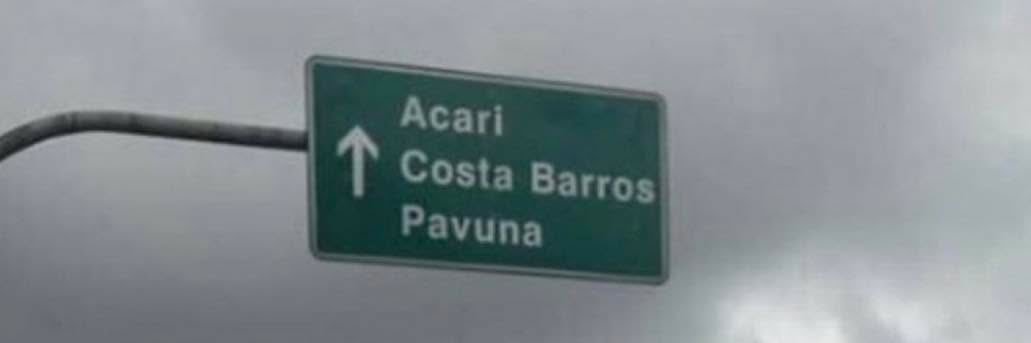 Acari
Costa Barros
Pavuna